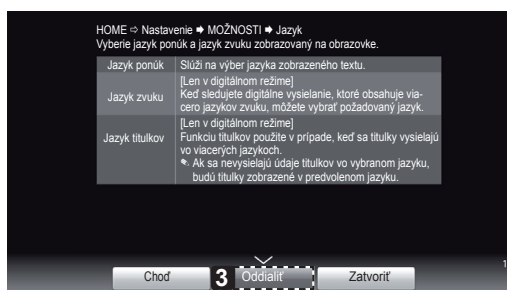 HOME ⇨ Nastavenie ➡ MOŽNOSTI ➡ Jazyk
Vyberie jazyk ponúk a jazyk zvuku zobrazovaný na obrazovke.
Jazyk ponúk
Slúži na výber jazyka zobrazeného textu.
Jazyk zvuku
[Len v digitálnom režime]
Keď sledujete digitálne vysielanie, ktoré obsahuje via-
cero jazykov zvuku, môžete vybrať požadovaný jazyk.
Jazyk titulkov
[Len v digitálnom režime]
Funkciu titulkov použite v prípade, keď sa titulky vysielajú
vo viacerých jazykoch.
✎ Ak sa nevysielajú údaje titulkov vo vybranom jazyku,
budú titulky zobrazené v predvolenom jazyku.
1
Choď
3
Oddialiť
Zatvoriť